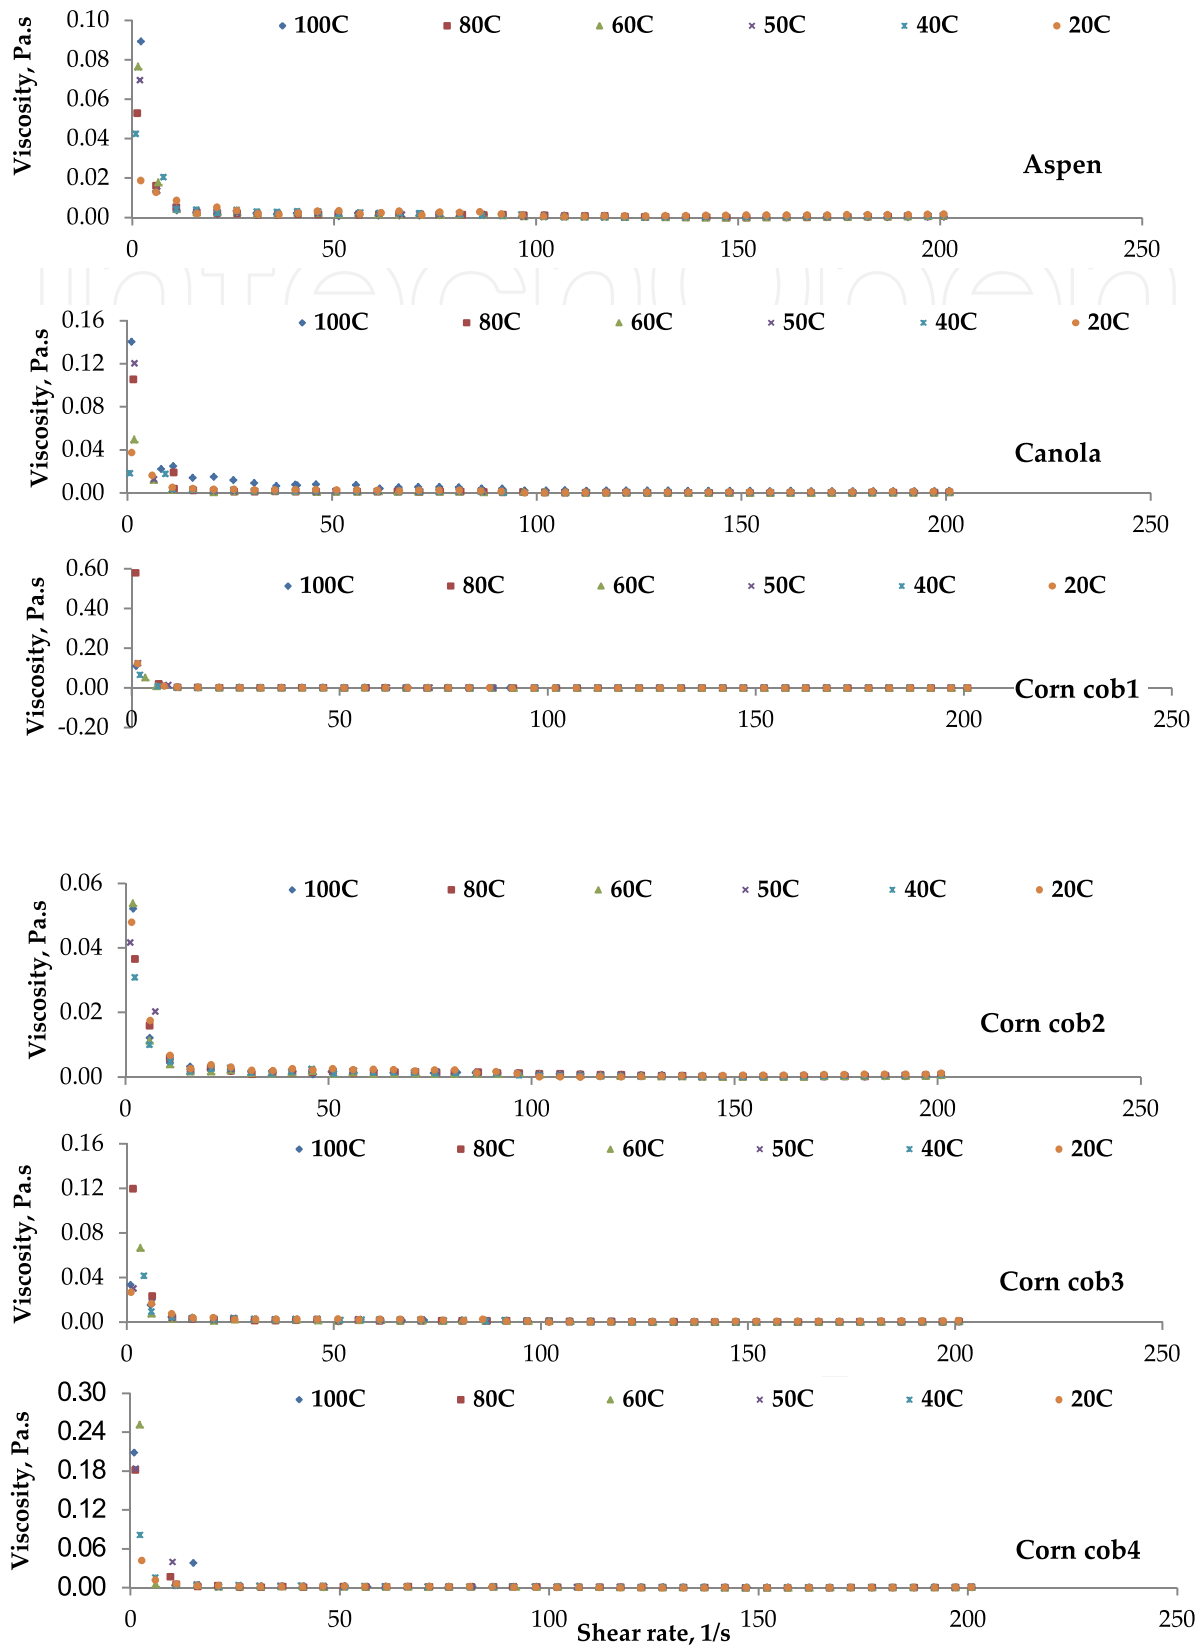 0.10
100C 80C 60C 50C 40C 20C
0.08
0.06
0.04
0.02
0.00
Viscosity, Pa.s
Aspen
0 50 100 150 200 250
InTechOpen
0.16
100C 80C 60C 50C 40C 20C
0.12
0.08
0.04
0.00
Viscosity, Pa.s
Canola
0 50 100 150 200 250
0.60
100C 80C 60C 50C 40C 20C
0.40
0.20
0.00
-0.20
Viscosity, Pa.s
Corn cob1
0 50 100 150 200 250
0.06
100C 80C 60C 50C 40C 20C
0.04
0.02
0.00
Viscosity, Pa.s
Corn cob2
0 50 100 150 200 250
0.16
100C 80C 60C 50C 40C 20C
0.12
0.08
0.04
0.00
Viscosity, Pa.s
Corn cob3
0 50 100 150 200 250
0.30
100C 80C 60C 50C 40C 20C
0.24
0.18
0.12
0.06
0.00
Viscosity, Pa.s
Corn cob4
0 50 100 150 200 250
Shear rate, 1/s